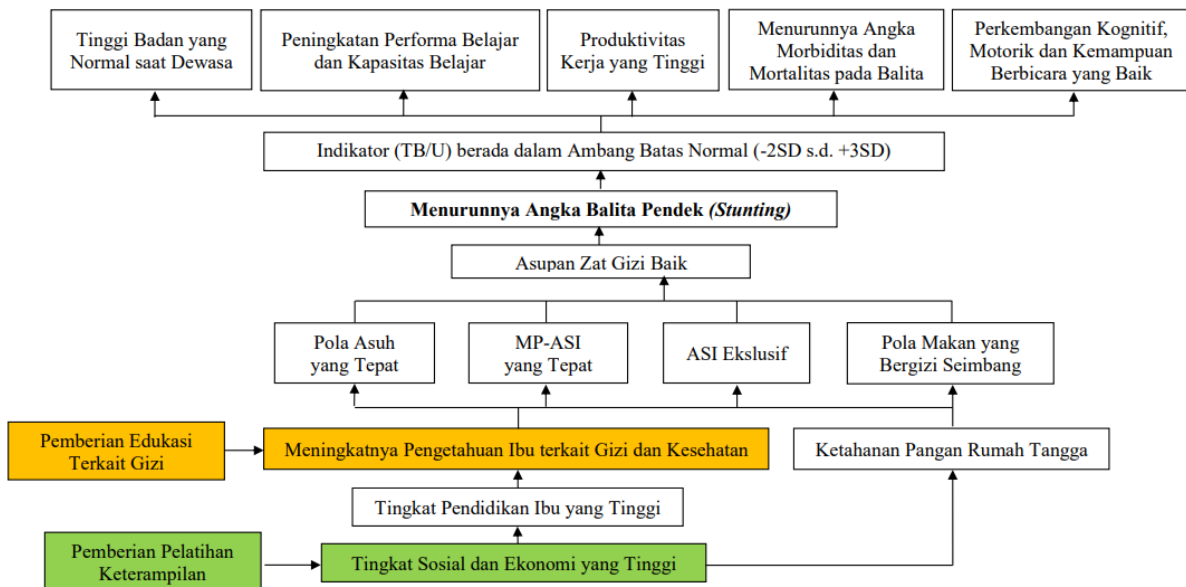 Tinggi Badan yang
Normal saat Dewasa
Peningkatan Performa Belajar
dan Kapasitas Belajar
Produktivitas
Kerja yang Tinggi
Menurunnya Angka
Morbiditas dan
Mortalitas pada Balita
Perkembangan Kognitif,
Motorik dan Kemampuan
Berbicara yang Baik
Indikator (TB/U) berada dalam Ambang Batas Normal (-2SD s.d. +3SD)
Menurunnya Angka Balita Pendek (Stunting)
Asupan Zat Gizi Baik
Pola Asuh
yang Tepat
MP-ASI
yang Tepat
ASI Ekslusif
Pola Makan yang
Bergizi Seimbang
Pemberian Edukasi
Terkait Gizi
Meningkatnya Pengetahuan Ibu terkait Gizi dan Kesehatan
Ketahanan Pangan Rumah Tangga
Tingkat Pendidikan Ibu yang Tinggi
Pemberian Pelatihan
Keterampilan
Tingkat Sosial dan Ekonomi yang Tinggi